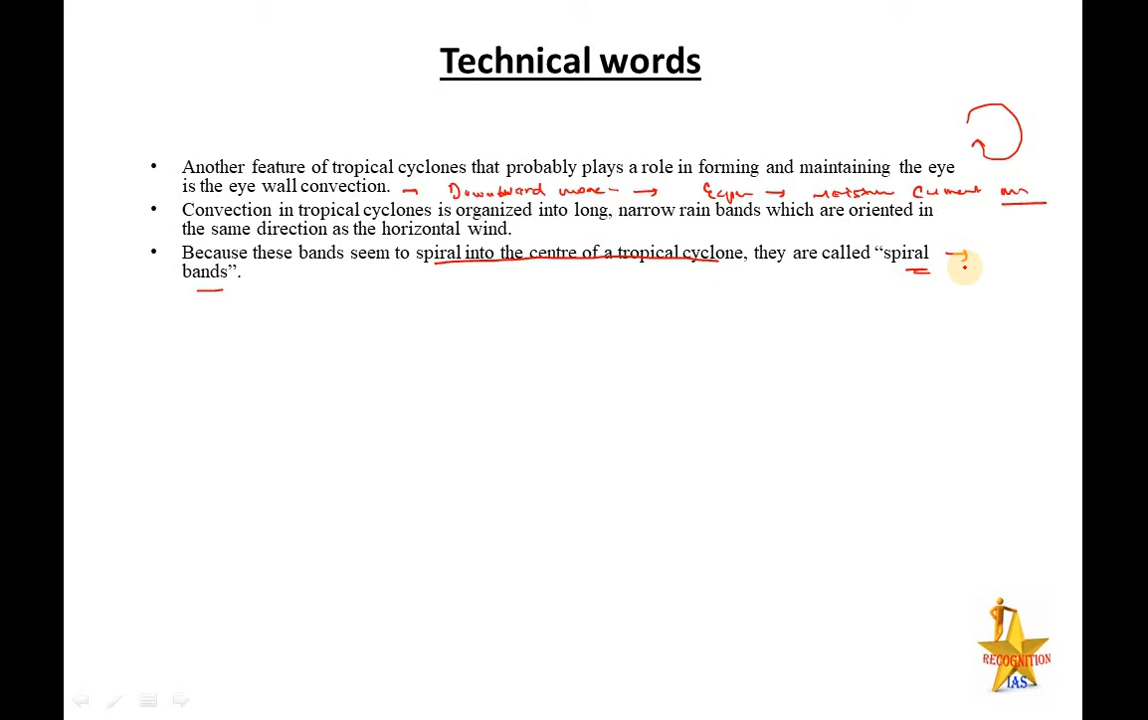 Technical words
• Another feature of tropical cyclones that probably plays a role in forming and maintaining the eye
is the eye wall convection. → Downward move- →
• Convection in tropical cyclones is organized into long, narrow rain bands which are oriented in
the same direction as the horizontal wind.
• Because these bands seem to spiral into the centre of a tropical cyclone, they are called “spiral
bands”.
RECOGNITION
IAS